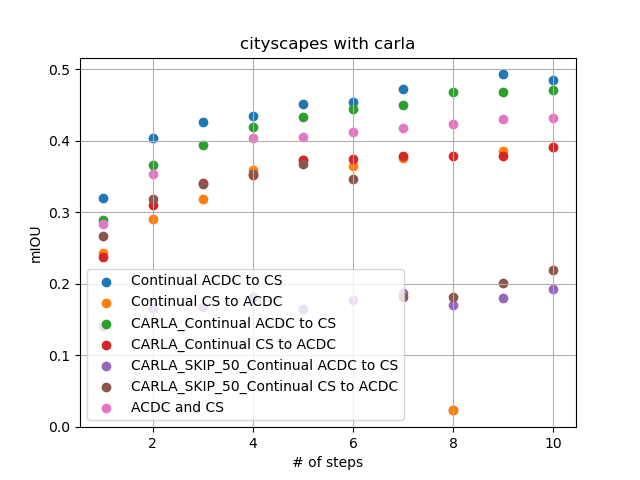 cityscapes with carla
0.5
0.4
0.3
0.2
0.1
0.0
mIOU
Continual ACDC to CS
Continual CS to ACDC
CARLA_Continual ACDC to CS
CARLA_Continual CS to ACDC
CARLA_SKIP_50_Continual ACDC to CS
CARLA_SKIP_50_Continual CS to ACDC
ACDC and CS
2 4 6 8 10
# of steps